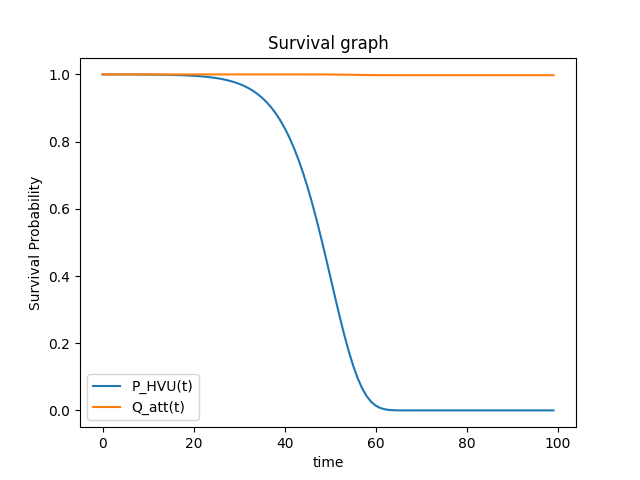 Survival graph
Survival Probability
1.0
0.8
0.6
0.4
0.2
0.0
P_HVU(t)
Q_att(t)
0 20 40 60 80 100
time